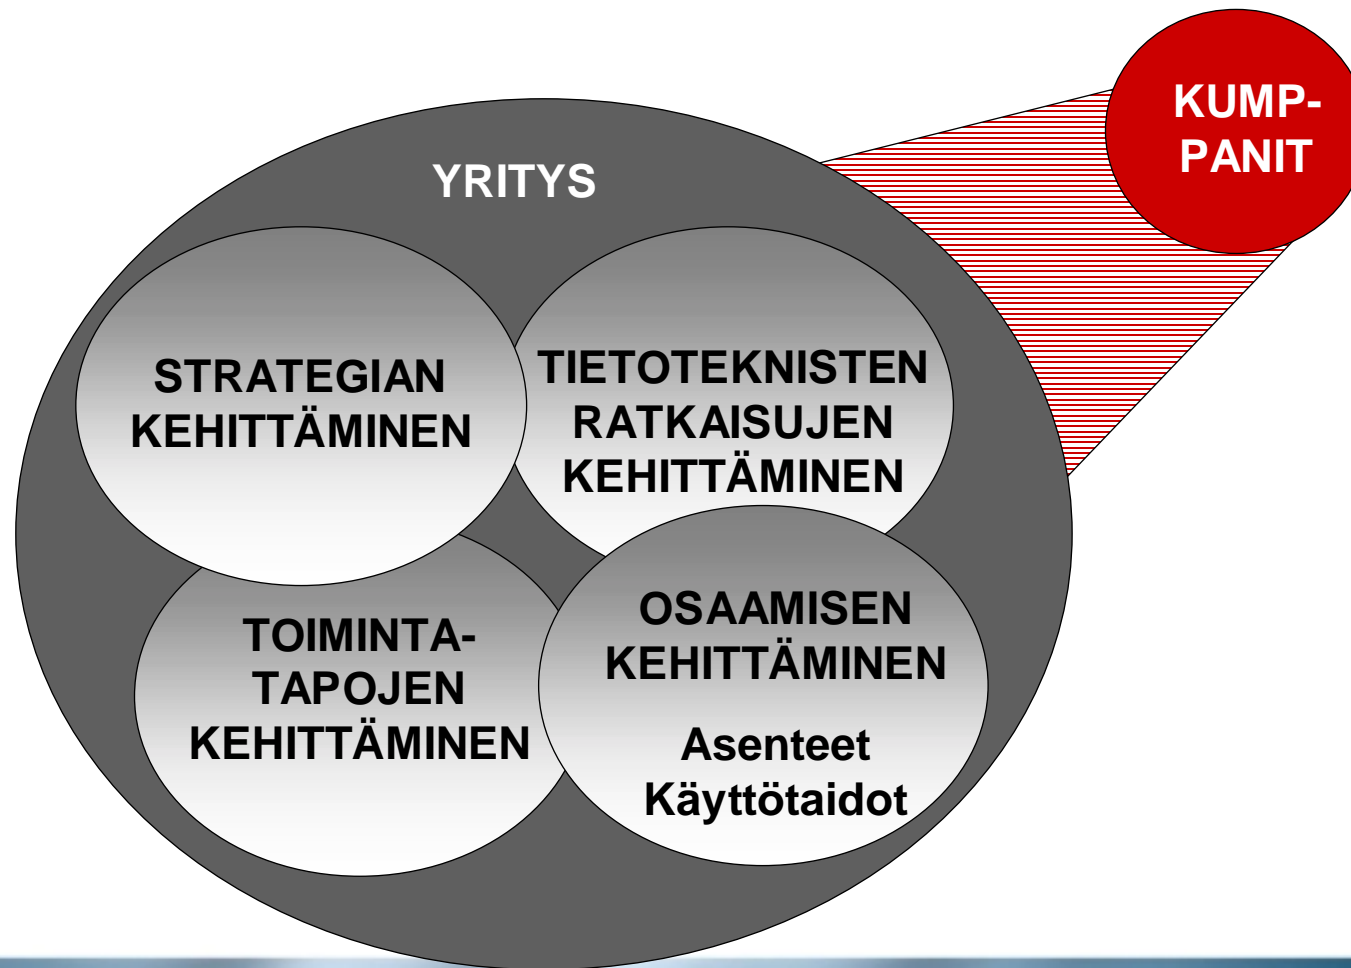 KUMP-
PANIT
YRITYS
STRATEGIAN
KEHITTÄMINEN
TIETOTEKNISTEN
RATKAISUJEN
KEHITTÄMINEN
TOIMINTA-
TAPOJEN
KEHITTÄMINEN
OSAAMISEN
KEHITTÄMINEN
Asenteet
Käyttötaidot